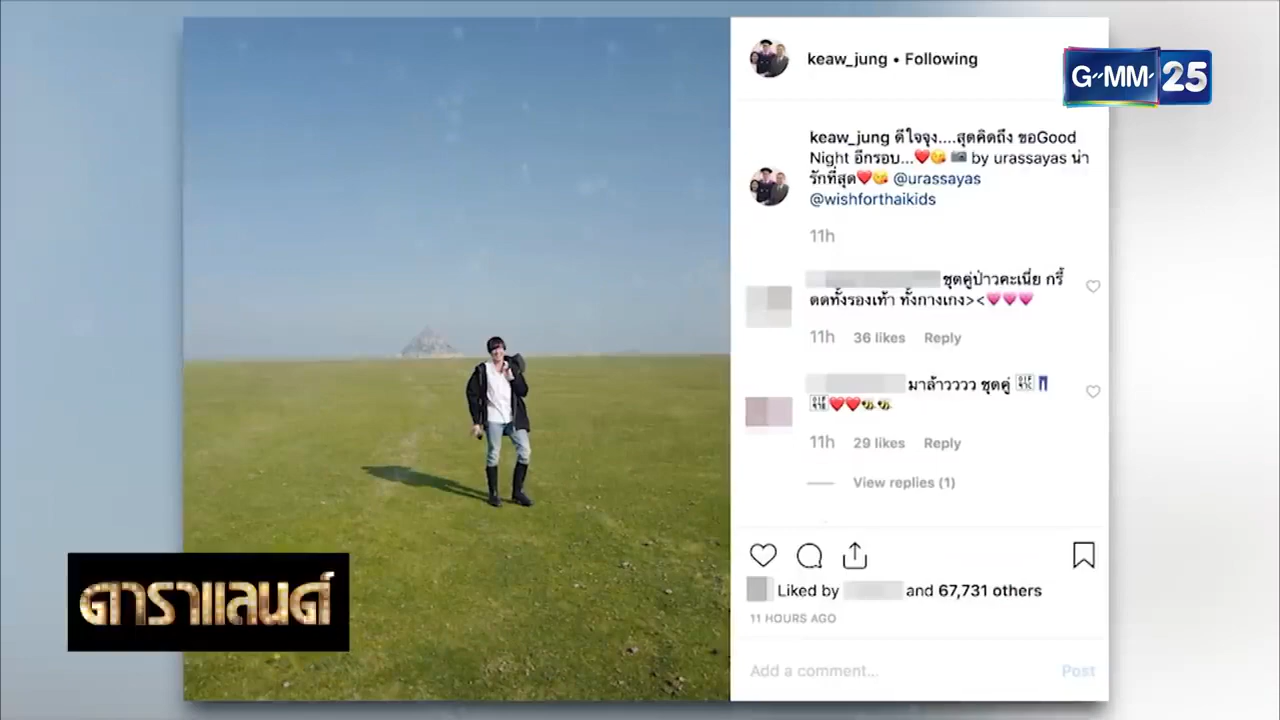 keaw_jung • Following
G-MM-25
keaw_jung ดีใจจุง....สุดคิดถึง ขอGood
Night อีกรอบ...❤️😘 📷 by urassayas น่า
รักที่สุด❤️😘 @urassayas
@wishforthaikids
11h
ชุดคู่ป่าวคะเนี่ย กรี้
ดดทั้งรองเท้า ทั้งกางเกง><💗💗💗
11h 36 likes Reply
มาล้าวววว ชุดคู่ 👖
❤️❤️🐝🐝
11h 29 likes Reply
View replies (1)
Liked by and 67,731 others
11 HOURS AGO
Add a comment... Post
ดาราแลนด์